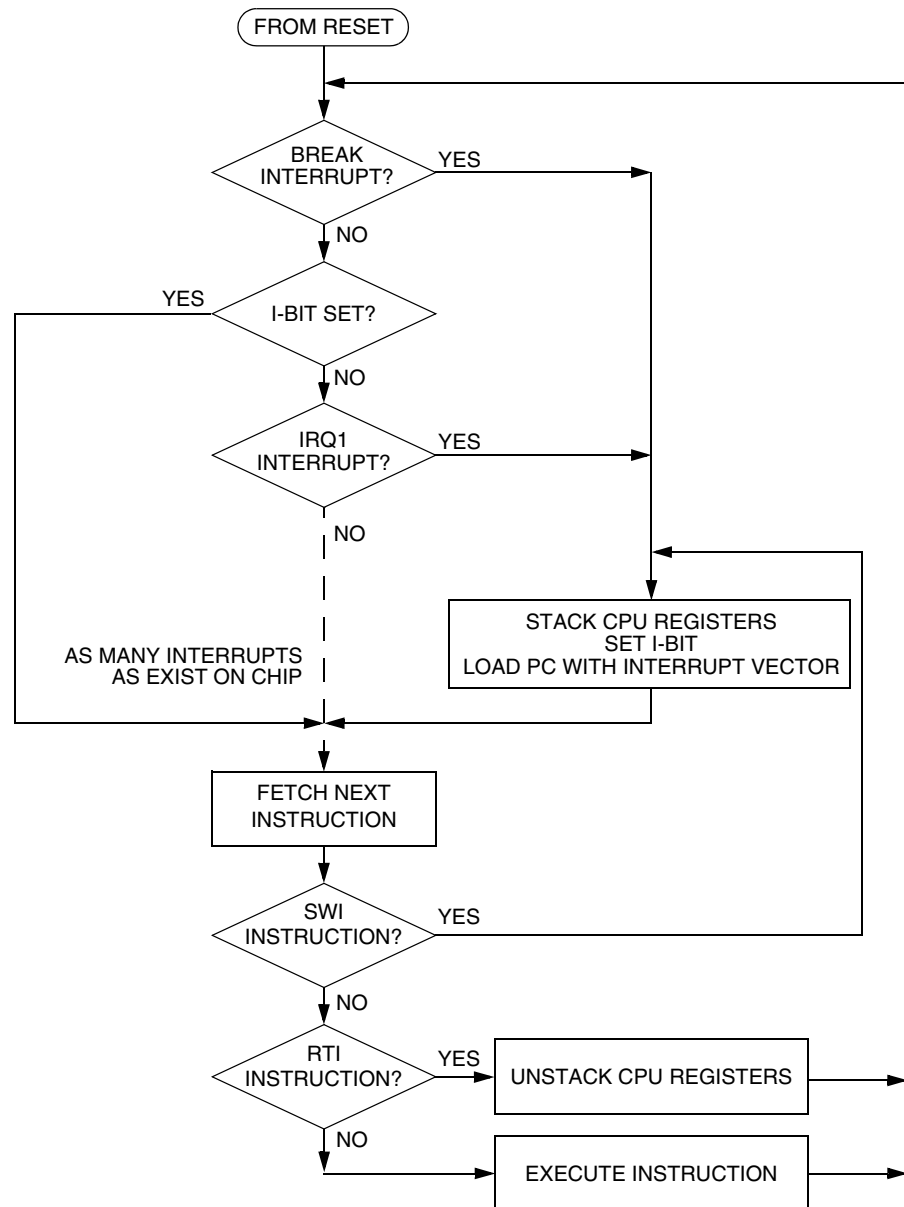 FROM RESET
BREAK
INTERRUPT?
YES
NO
YES
I-BIT SET?
NO
IRQ1
INTERRUPT?
YES
NO
STACK CPU REGISTERS
SET I-BIT
LOAD PC WITH INTERRUPT VECTOR
AS MANY INTERRUPTS
AS EXIST ON CHIP
FETCH NEXT
INSTRUCTION
SWI
INSTRUCTION?
YES
NO
RTI
INSTRUCTION?
YES
UNSTACK CPU REGISTERS
NO
EXECUTE INSTRUCTION